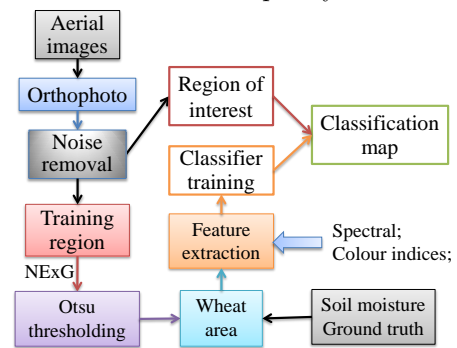 Aerial
images
Orthophoto
Noise
removal
Training
region
NExG
Otsu
thresholding
Region of
interest
Classifier
training
Feature
extraction
Wheat
area
Classification
map
Spectral;
Colour indices;
Soil moisture
Ground truth